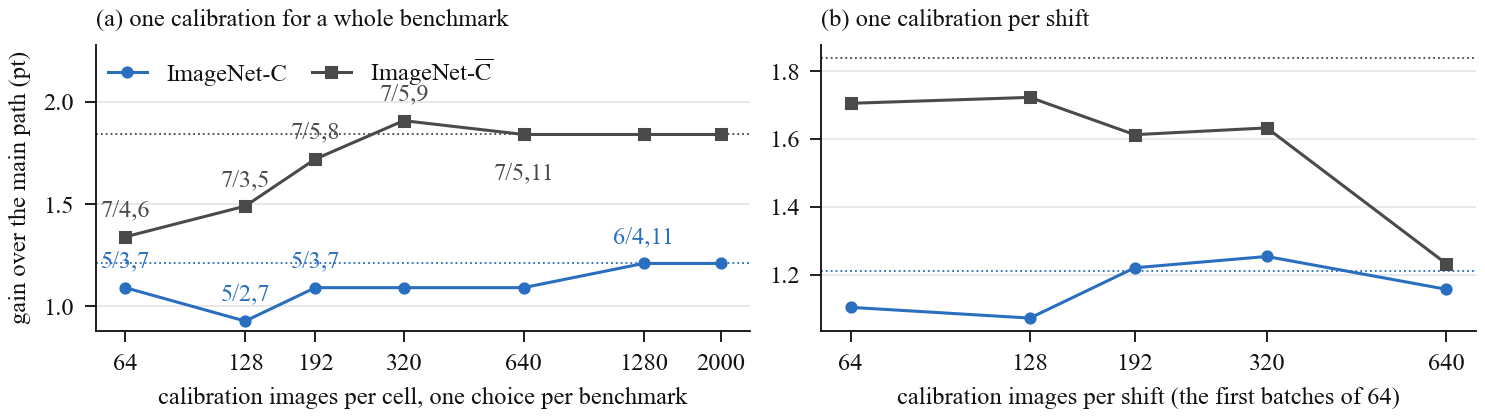 (a) one calibration for a whole benchmark
gain over the main path (pt)
2.0
1.5
1.0
ImageNet-C
ImageNet-C̅
7/4,6
7/3,5
7/5,8
7/5,9
7/5,11
5/3,7
5/2,7
5/3,7
6/4,11
64 128 192 320 640 1280 2000
calibration images per cell, one choice per benchmark
(b) one calibration per shift
1.8
1.6
1.4
1.2
64 128 192 320 640
calibration images per shift (the first batches of 64)